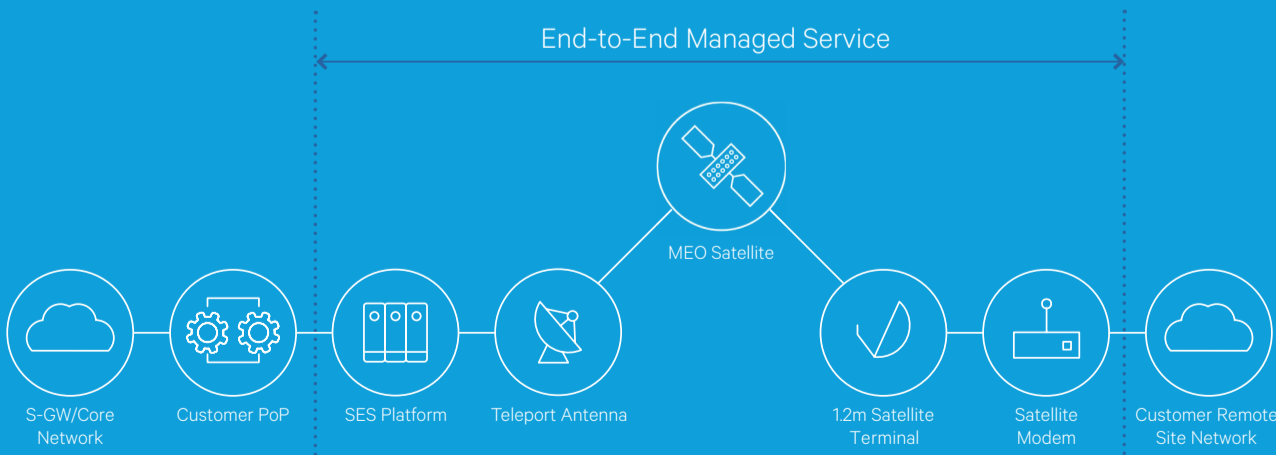 End-to-End Managed Service
MEO Satellite
S-GW/Core
Network
Customer PoP
SES Platform
Teleport Antenna
1.2m Satellite
Terminal
Satellite
Modem
Customer Remote
Site Network